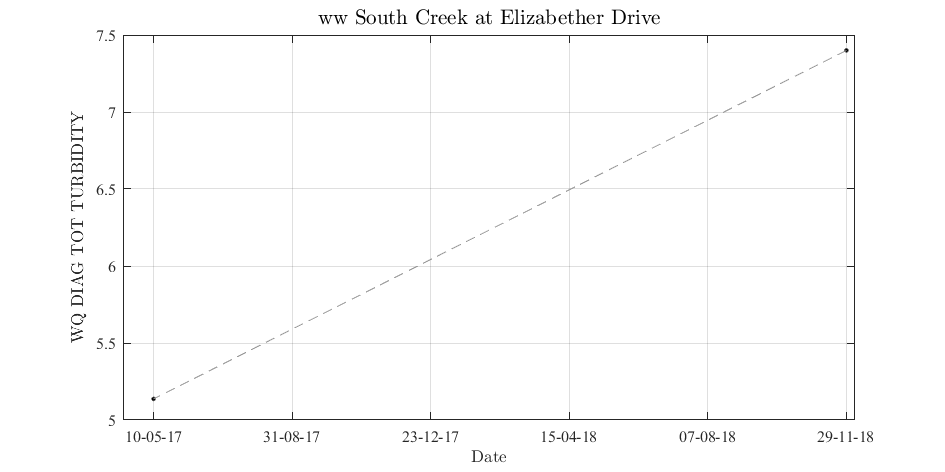 ww South Creek at Elizabether Drive
WQ DIAG TOT TURBIDITY
7.5
7
6.5
6
5.5
5
10-05-17 31-08-17 23-12-17 15-04-18 07-08-18 29-11-18
Date